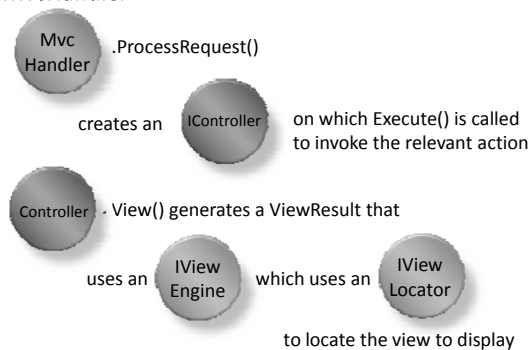 Mvc
Handler
.ProcessRequest()
creates an
IController
on which Execute() is called
to invoke the relevant action
Controller
. View() generates a ViewResult that
uses an
IView
Engine
which uses an
IView
Locator
to locate the view to display